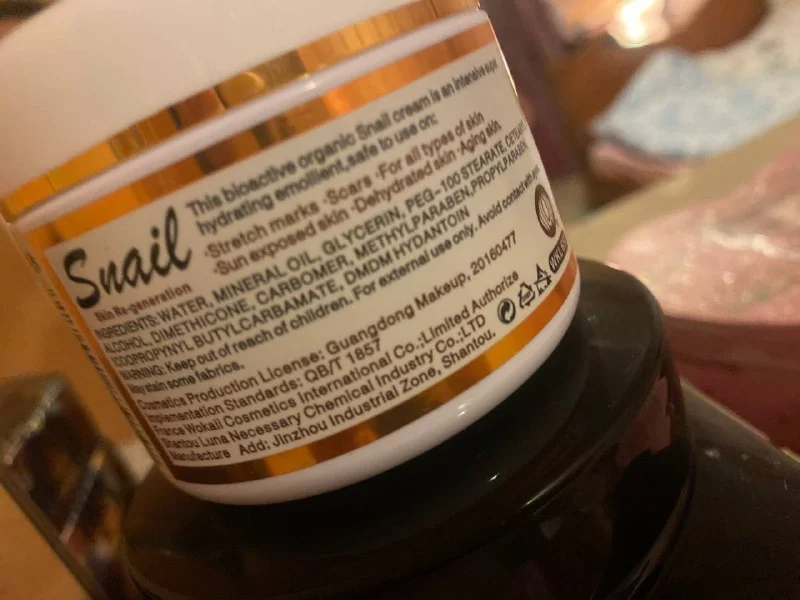 Snail
Skin Re-generation
This bioactive organic Snail cream is an intensive
hydrating emollient, safe to use on:
·Stretch marks ·Scars ·For all types of skin
·Sun exposed skin ·Dehydrated skin ·Aging skin.
INGREDIENTS: WATER, MINERAL OIL, GLYCERIN, PEG-100 STEARATE,
ALCOHOL, DIMETHICONE, CARBOMER, METHYLPARABEN, PROPYLPARABEN,
IODOPROPYNYL BUTYLCARBAMATE, DMDM HYDANTOIN
WARNING: Keep out of reach of children. For external use only. Avoid contact with
May stain some fabrics.
Cosmetics Production License: Guangdong Makeup, 20160477
Implementation Standards: QB/T 1857
France Wokali Cosmetics International Co.:Limited Authorize
Shantou Luna Necessary Chemical Industry Co.:LTD
Manufacture Add: Jinzhou Industrial Zone, Shantou.